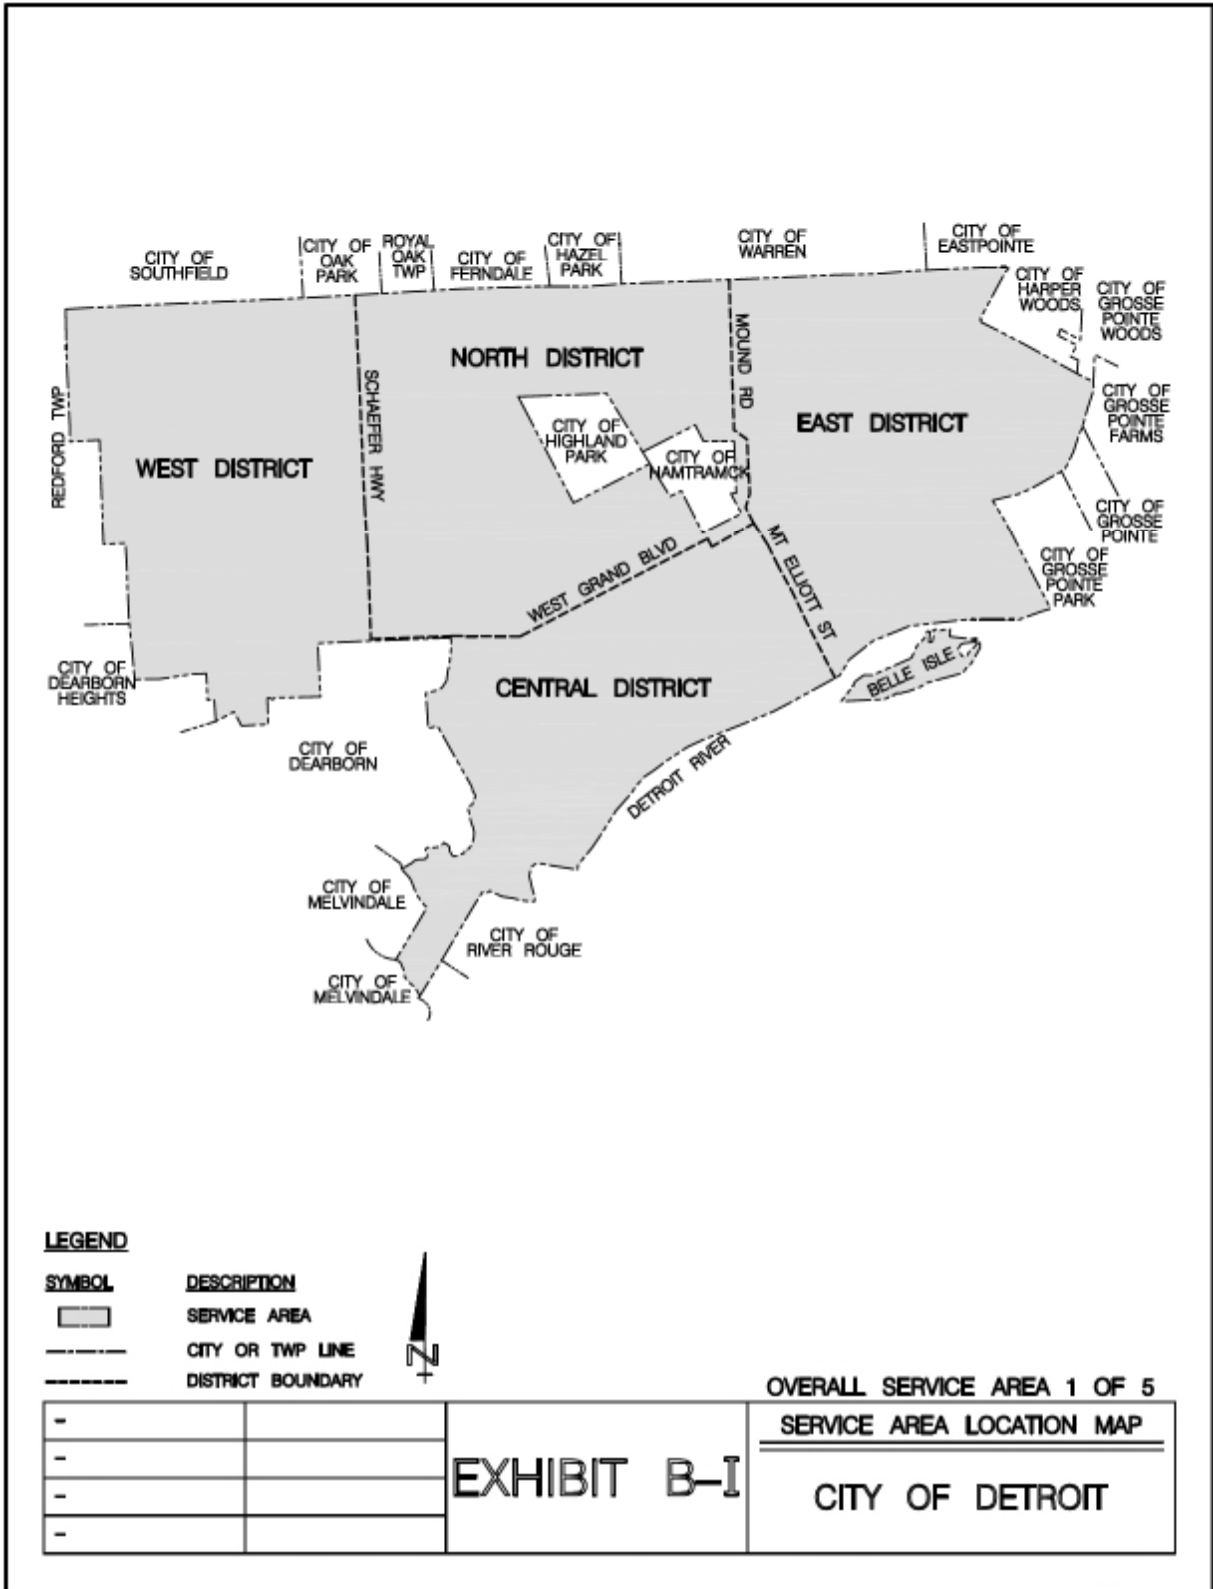 CITY OF
SOUTHFIELD
CITY OF
OAK
PARK
ROYAL
OAK
TWP
CITY OF
FERNDALE
CITY OF
HAZEL
PARK
CITY OF
WARREN
CITY OF
EASTPOINTE
CITY OF
HARPER
WOODS
CITY OF
GROSSE
POINTE
WOODS
REDFORD TWP
WEST DISTRICT
SCHAEFER HWY
NORTH DISTRICT
CITY OF
HIGHLAND
PARK
CITY OF
HAMTRAMCK
MOUND RD
EAST DISTRICT
CITY OF
GROSSE
POINTE
FARMS
CITY OF
GROSSE
POINTE
CITY OF
GROSSE
POINTE
PARK
WEST GRAND BLVD
MT ELLIOTT ST
CITY OF
DEARBORN
HEIGHTS
CENTRAL DISTRICT
BELLE ISLE
CITY OF
DEARBORN
DETROIT RIVER
CITY OF
MELVINDALE
CITY OF
RIVER ROUGE
CITY OF
MELVINDALE
LEGEND
SYMBOL DESCRIPTION
SERVICE AREA
CITY OR TWP LINE
DISTRICT BOUNDARY
N
OVERALL SERVICE AREA 1 OF 5
-
-
-
-
EXHIBIT B-I
SERVICE AREA LOCATION MAP
CITY OF DETROIT